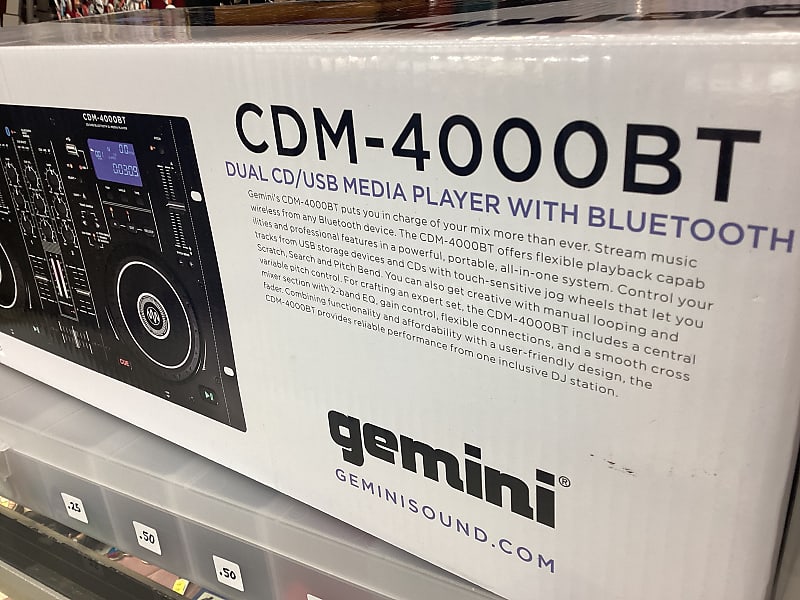 CDM-4000BT
CDM-4000BT
DUAL CD/USB MEDIA PLAYER WITH BLUETOOTH
Gemini's CDM-4000BT puts you in charge of your mix more than ever. Stream music
wireless from any Bluetooth device. The CDM-4000BT offers flexible playback capab
ilities and professional features in a powerful, portable, all-in-one system. Control your
tracks from USB storage devices and CDs with touch-sensitive jog wheels that let you
Scratch, Search and Pitch Bend. You can also get creative with manual looping and
variable pitch control. For crafting an expert set, the CDM-4000BT includes a central
mixer section with 2-band EQ, gain control, flexible connections, and a smooth cross
fader. Combining functionality and affordability with a user-friendly design, the
CDM-4000BT provides reliable performance from one inclusive DJ station.
CUE
gemini®
GEMINISOUND.COM
.25
.50
.50